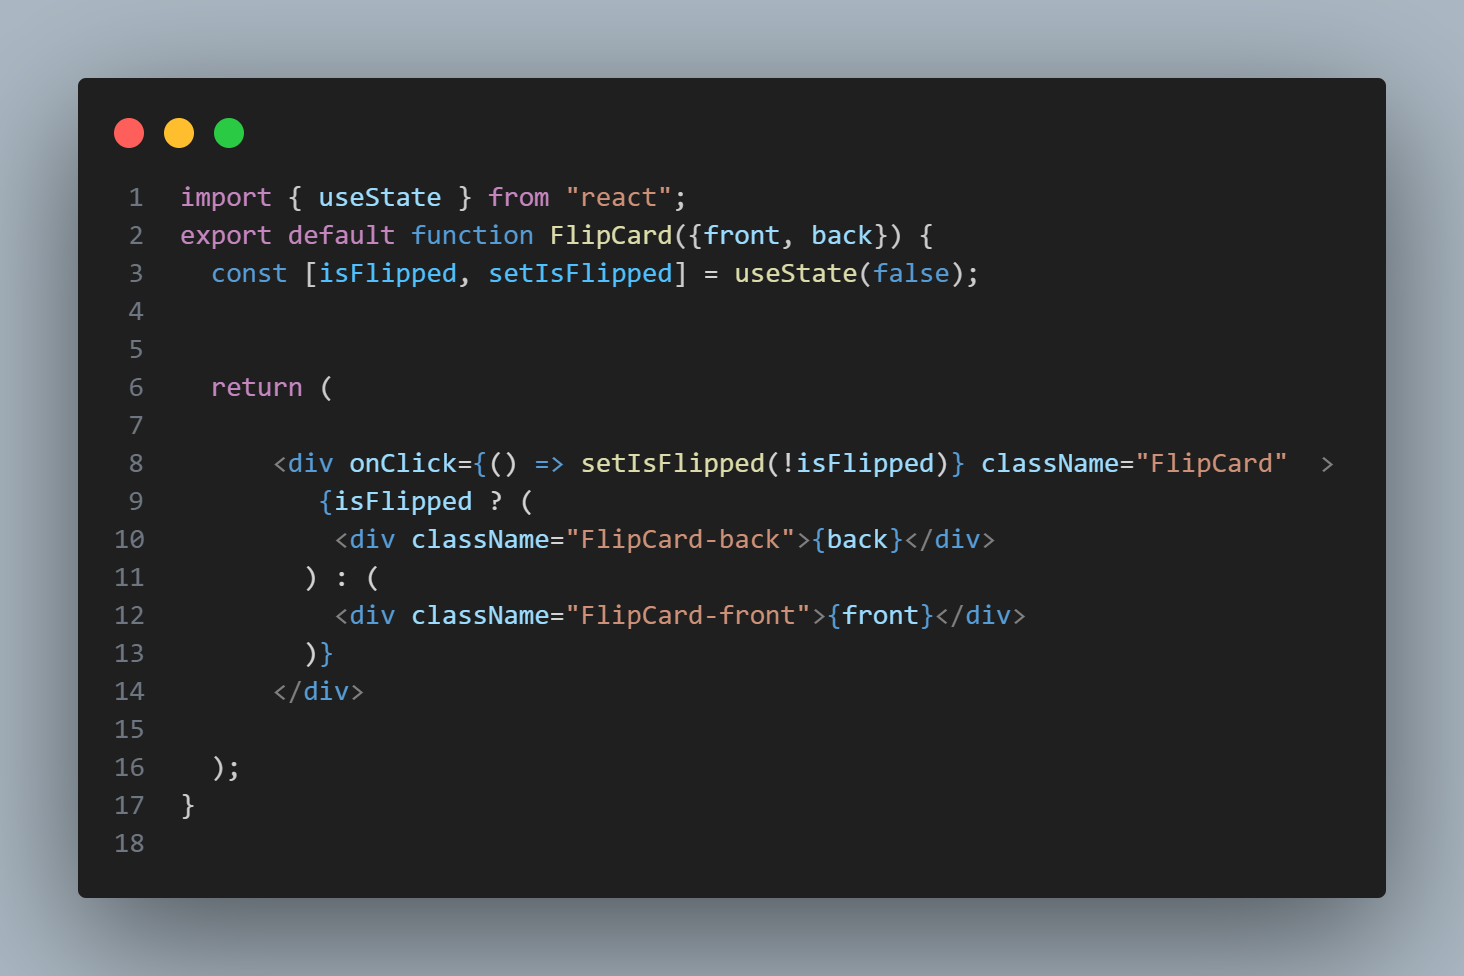 1 import { useState } from "react";
2 export default function FlipCard({front, back}) {
3   const [isFlipped, setIsFlipped] = useState(false);
4
5
6   return (
7
8       <div onClick={() => setIsFlipped(!isFlipped)} className="FlipCard"  >
9          {isFlipped ? (
10           <div className="FlipCard-back">{back}</div>
11         ) : (
12           <div className="FlipCard-front">{front}</div>
13         )}
14       </div>
15
16   );
17 }
18